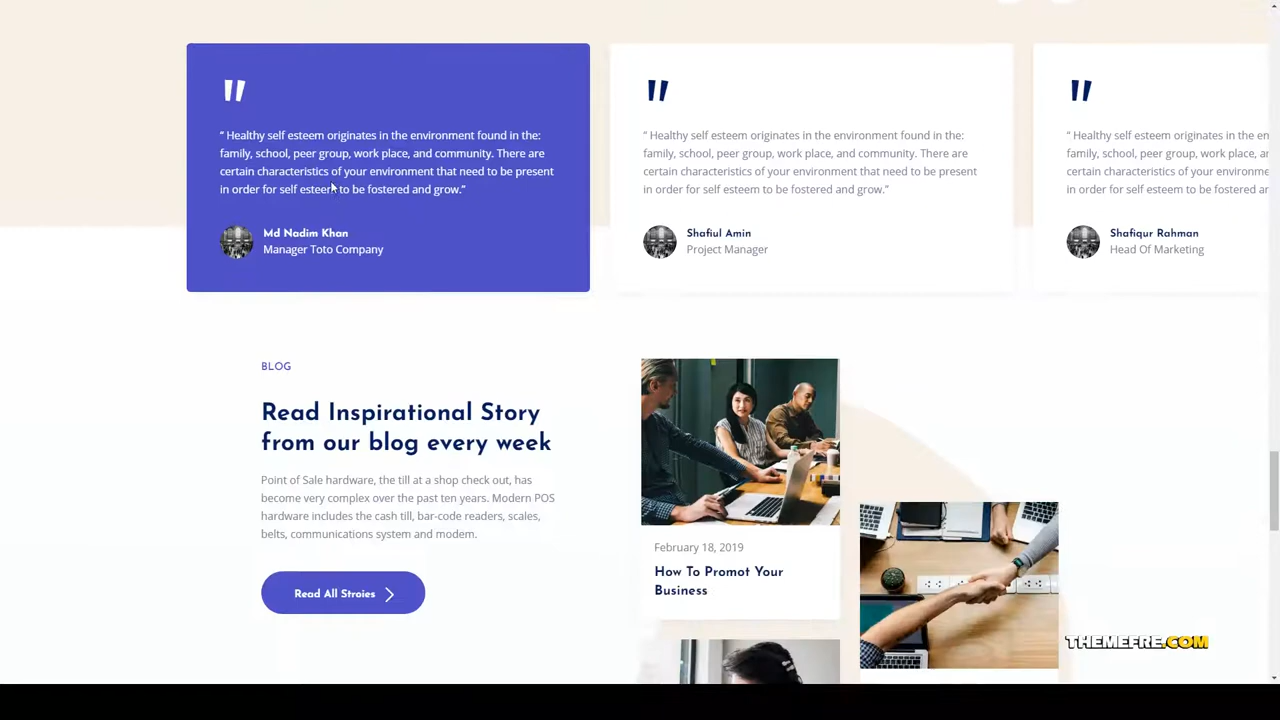 "
“ Healthy self esteem originates in the environment found in the:
family, school, peer group, work place, and community. There are
certain characteristics of your environment that need to be present
in order for self esteem to be fostered and grow.”
Md Nadim Khan
Manager Toto Company
"
“ Healthy self esteem originates in the environment found in the:
family, school, peer group, work place, and community. There are
certain characteristics of your environment that need to be present
in order for self esteem to be fostered and grow.”
Shafiul Amin
Project Manager
"
“ Healthy self esteem originates in the en
family, school, peer group, work place, a
certain characteristics of your environme
in order for self esteem to be fostered ar
Shafiqur Rahman
Head Of Marketing
BLOG
Read Inspirational Story
from our blog every week
Point of Sale hardware, the till at a shop check out, has
become very complex over the past ten years. Modern POS
hardware includes the cash till, bar-code readers, scales,
belts, communications system and modem.
Read All Stroies
February 18, 2019
How To Promot Your
Business
THEMEFRE.COM